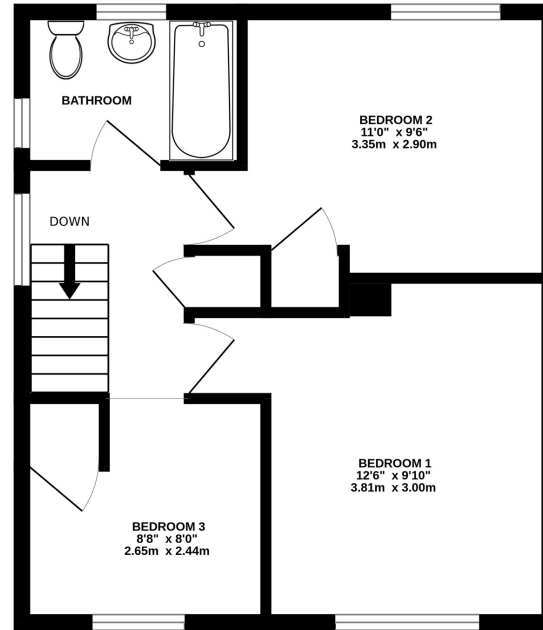 BATHROOM
BEDROOM 2
11'0" x 9'6"
3.35m x 2.90m
DOWN
BEDROOM 1
12'6" x 9'10"
3.81m x 3.00m
BEDROOM 3
8'8" x 8'0"
2.65m x 2.44m